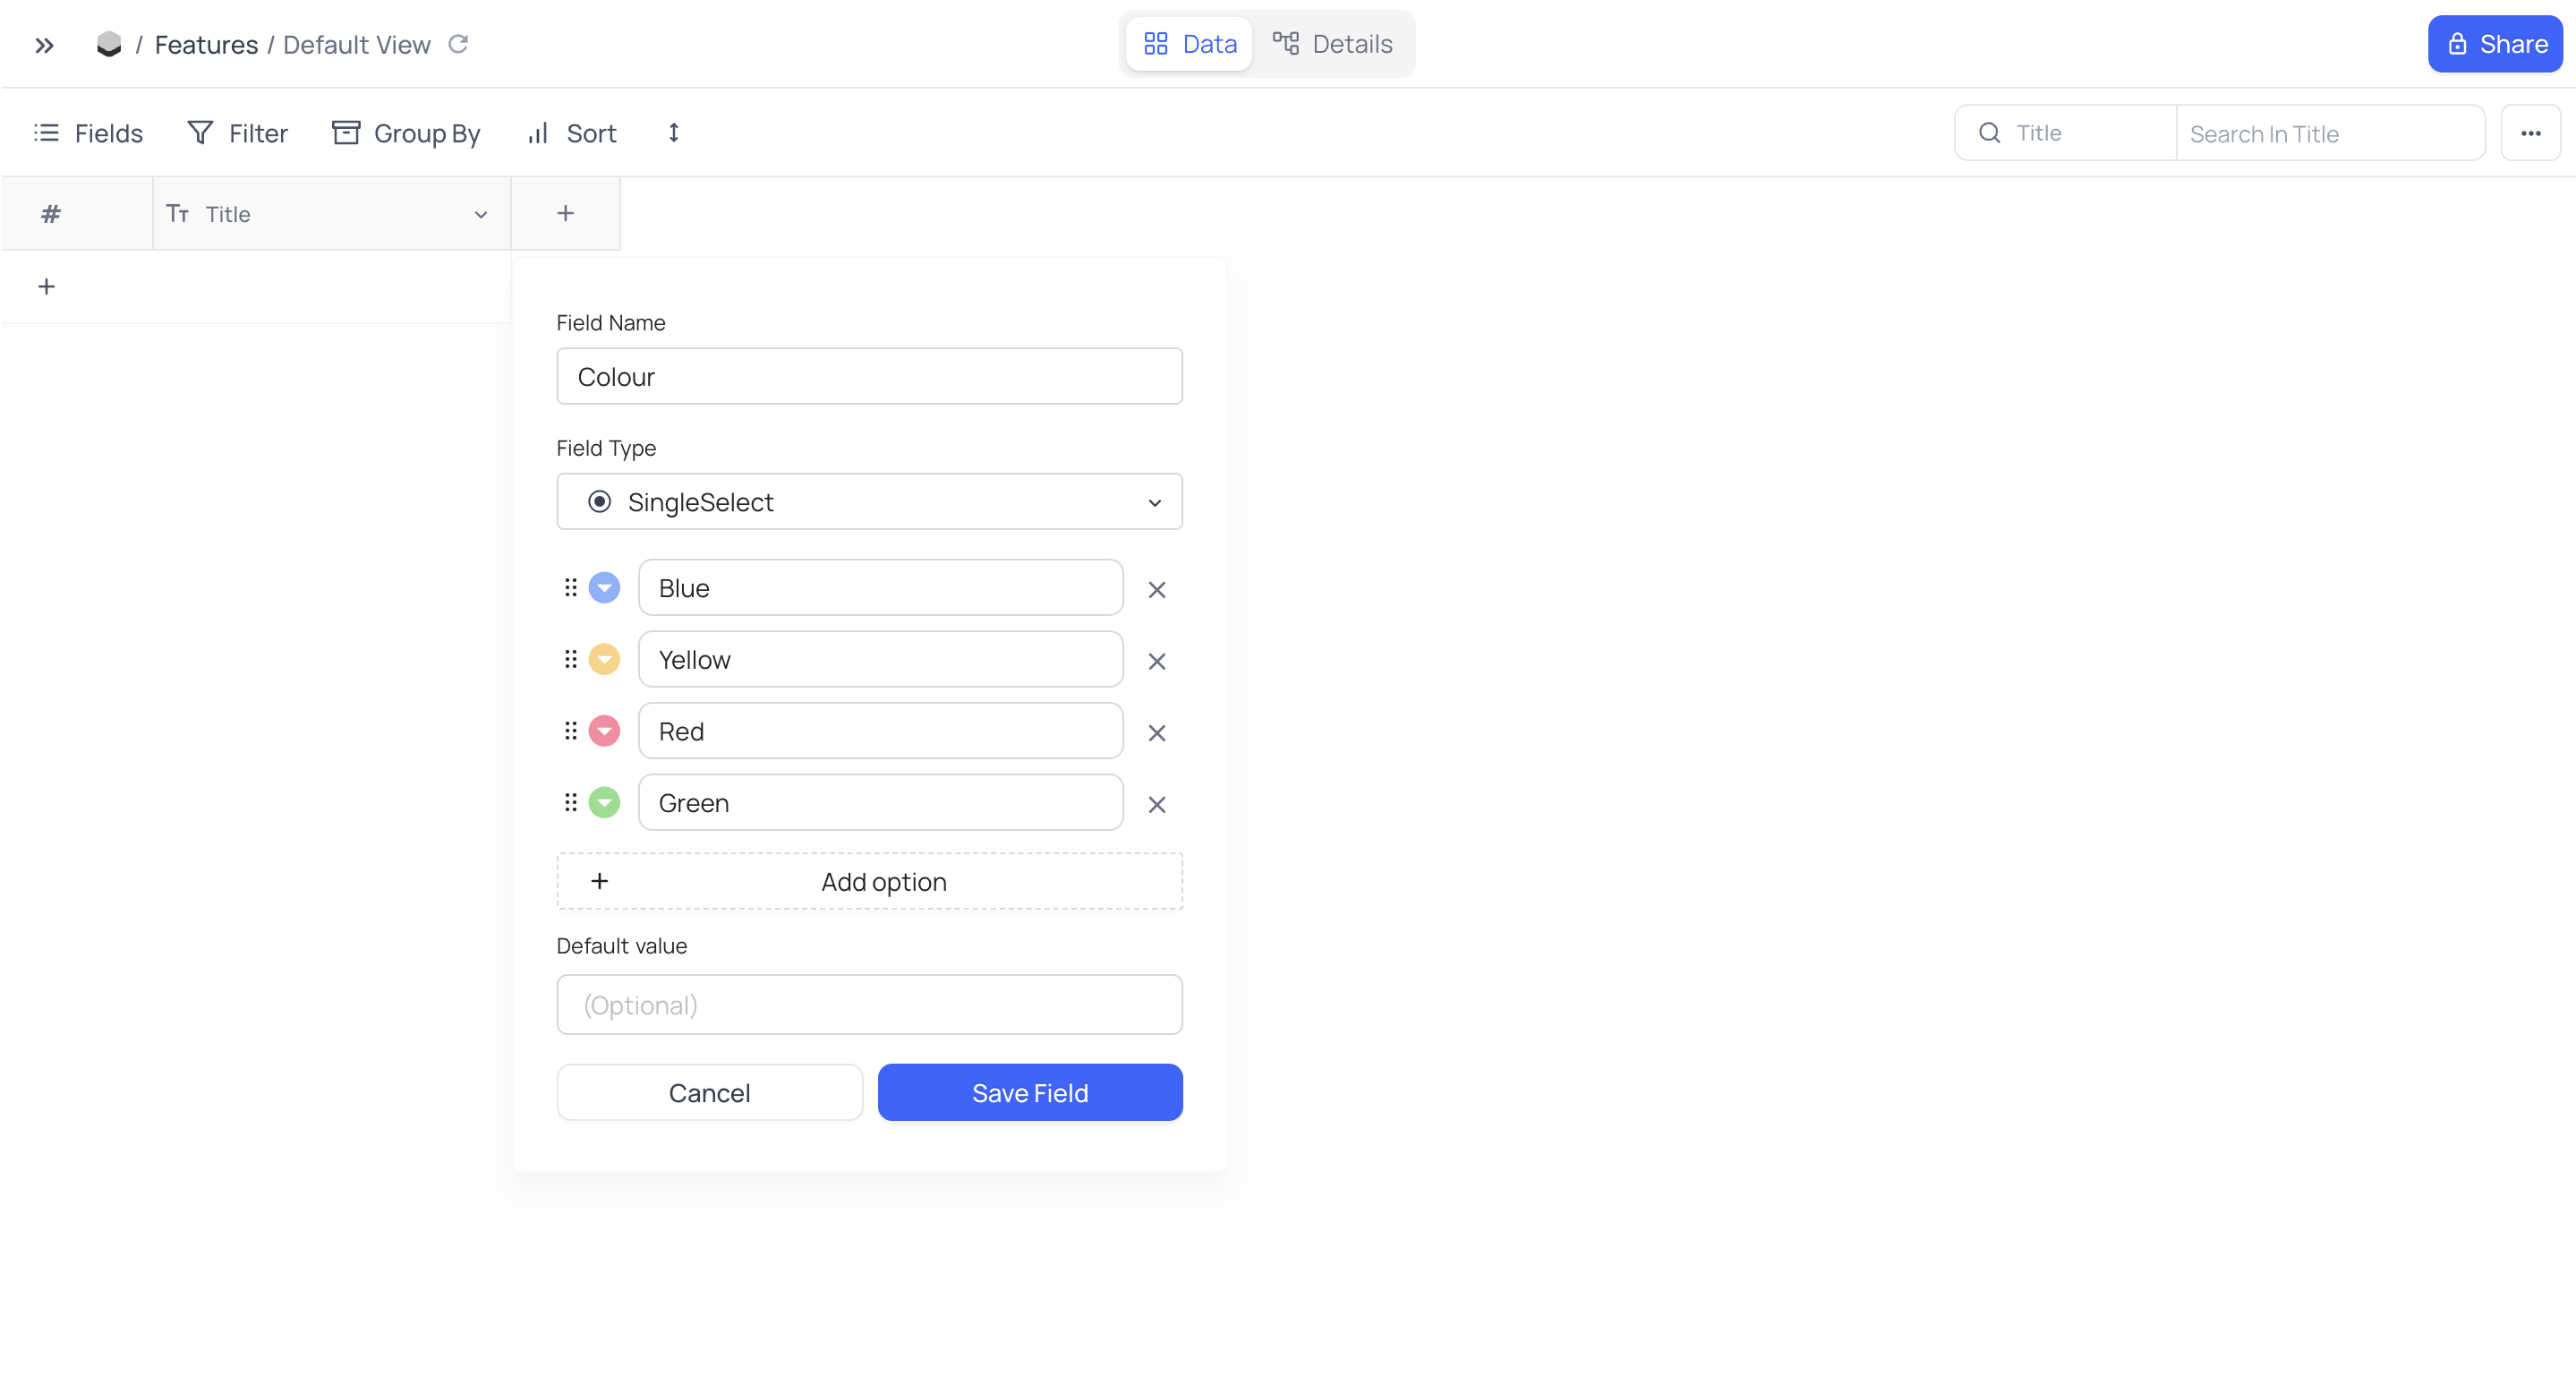 / Features / Default View
Data
Details
Share
Fields
Filter
Group By
Sort
Title
Search In Title
# Tт Title
+
+
Field Name
Colour
Field Type
SingleSelect
Blue
Yellow
Red
Green
+ Add option
Default value
(Optional)
Cancel
Save Field